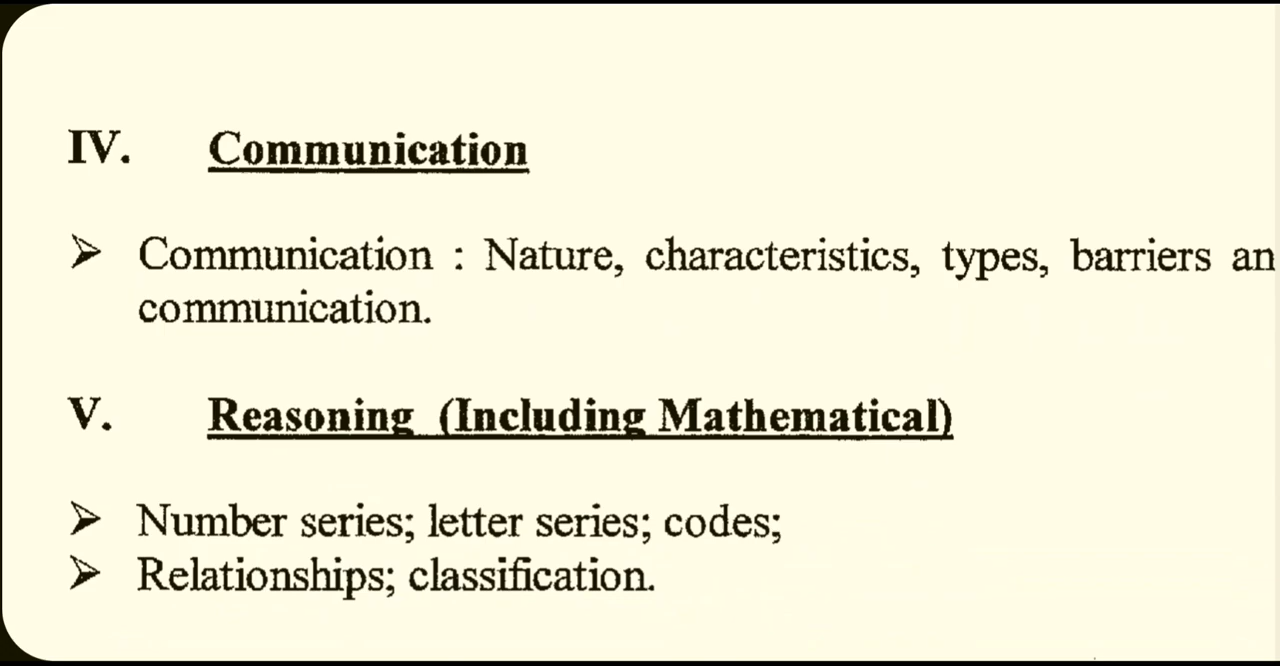 IV. Communication
➢ Communication : Nature, characteristics, types, barriers an
communication.
V. Reasoning (Including Mathematical)
➢ Number series; letter series; codes;
➢ Relationships; classification.